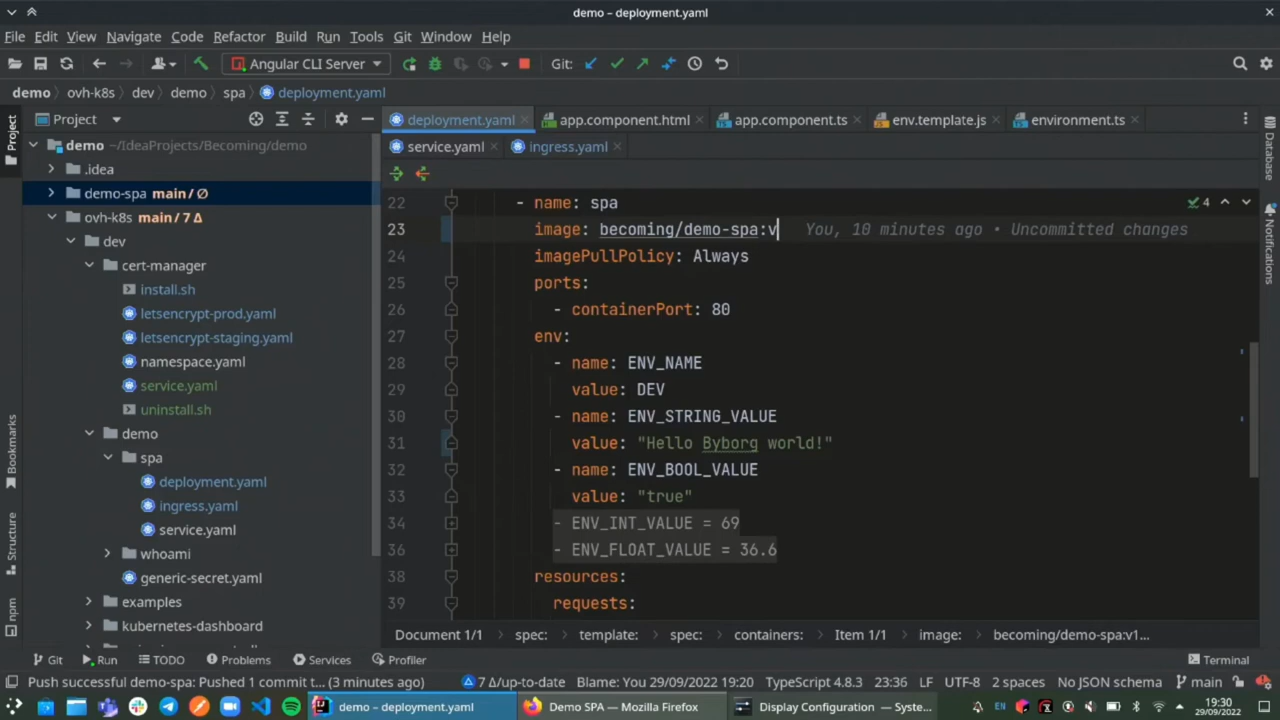 demo – deployment.yaml
File Edit View Navigate Code Refactor Build Run Tools Git Window Help
Angular CLI Server Git:
demo ovh-k8s dev demo spa deployment.yaml
Project
Project
deployment.yaml app.component.html app.component.ts env.template.js environment.ts
service.yaml ingress.yaml
demo ~/IdeaProjects/Becoming/demo
.idea
demo-spa main / ∅
ovh-k8s main / 7 Δ
dev
cert-manager
install.sh
letsencrypt-prod.yaml
letsencrypt-staging.yaml
namespace.yaml
service.yaml
uninstall.sh
demo
spa
deployment.yaml
ingress.yaml
service.yaml
whoami
generic-secret.yaml
examples
kubernetes-dashboard
22 - name: spa
4
23 image: becoming/demo-spa:v You, 10 minutes ago • Uncommitted changes
24 imagePullPolicy: Always
25 ports:
26 - containerPort: 80
27 env:
28 - name: ENV_NAME
29 value: DEV
30 - name: ENV_STRING_VALUE
31 value: "Hello Byborg world!"
32 - name: ENV_BOOL_VALUE
33 value: "true"
34 - ENV_INT_VALUE = 69
36 - ENV_FLOAT_VALUE = 36.6
38 resources:
39 requests:
Database
Notifications
Bookmarks
Structure
npm
Document 1/1 spec: template: spec: containers: Item 1/1 image: becoming/demo-spa:v1...
Git Run TODO Problems Services Profiler Terminal
Push successful demo-spa: Pushed 1 commit t... (3 minutes ago) 7 Δ/up-to-date Blame: You 29/09/2022 19:20 TypeScript 4.8.3 23:36 LF UTF-8 2 spaces No JSON schema main
demo – deployment.yaml Demo SPA — Mozilla Firefox Display Configuration — Syste... EN 19:30
29/09/2022